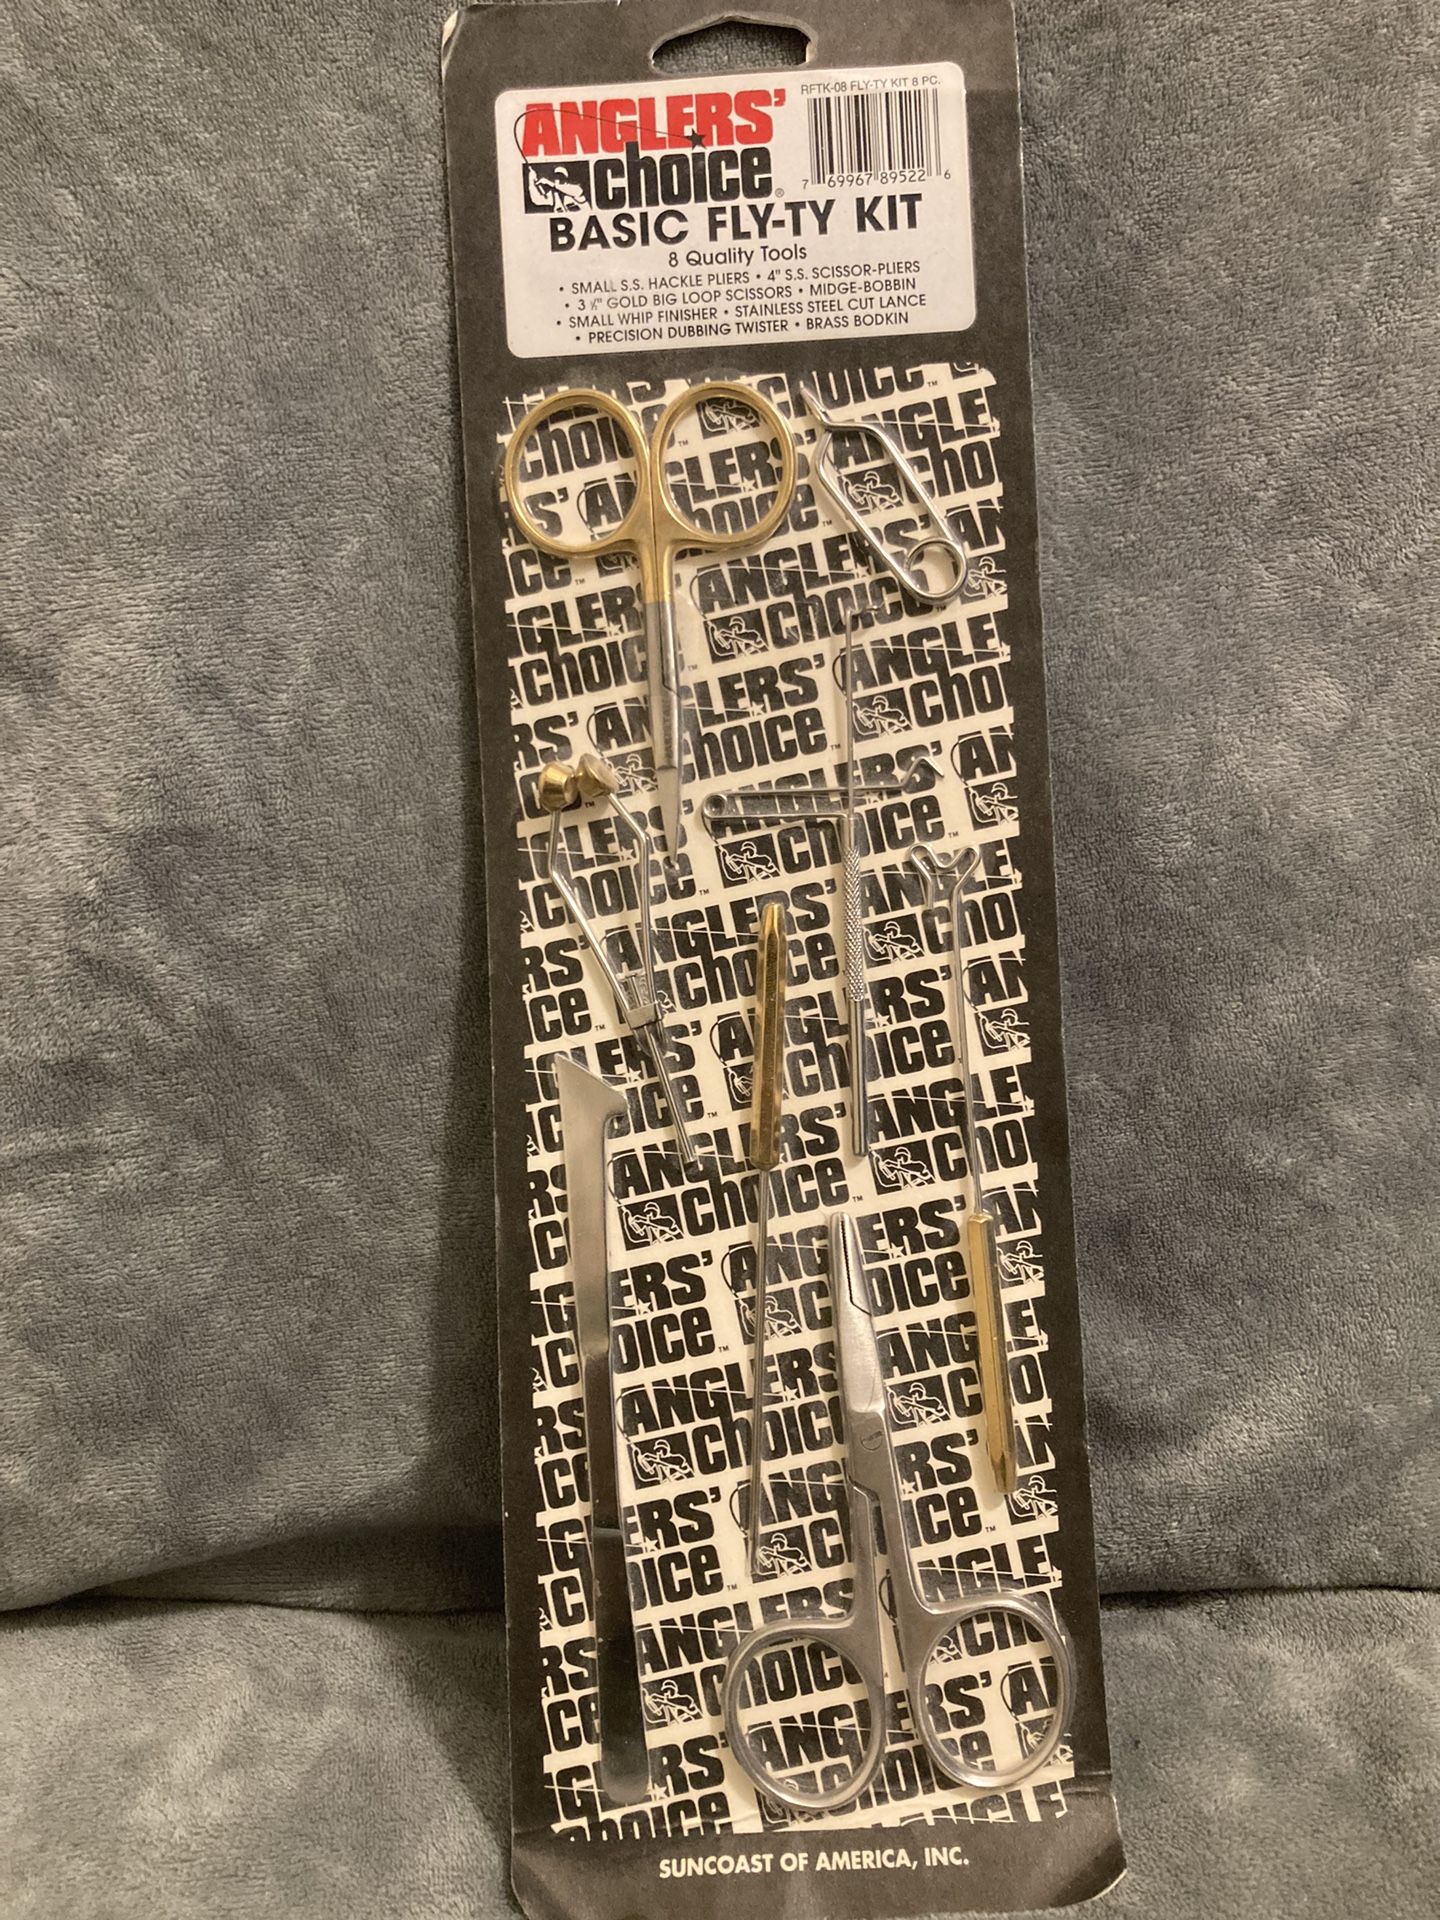 RFTK-08 FLY-TY KIT 8 PC.
ANGLERS'
choice®
7 69967 89522 6
BASIC FLY-TY KIT
8 Quality Tools
• SMALL S.S. HACKLE PLIERS • 4" S.S. SCISSOR-PLIERS
• 3 ½" GOLD BIG LOOP SCISSORS • MIDGE-BOBBIN
• SMALL WHIP FINISHER • STAINLESS STEEL CUT LANCE
• PRECISION DUBBING TWISTER • BRASS BODKIN
ANGLERS'
choice™
SUNCOAST OF AMERICA, INC.